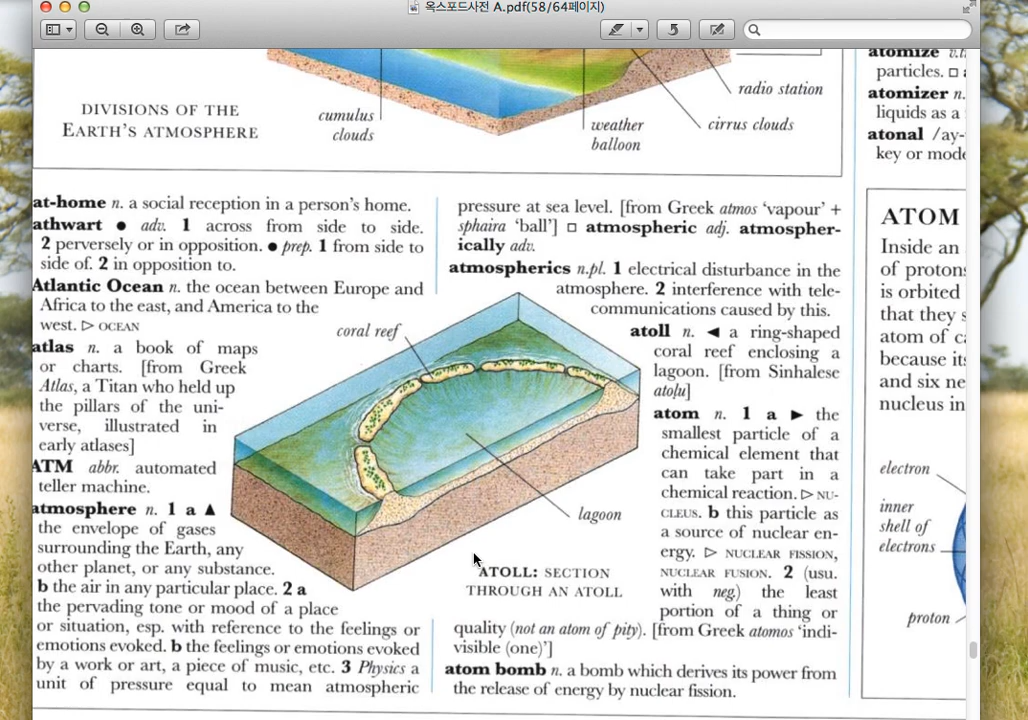 옥스포드사전 A.pdf(58/64페이지)
DIVISIONS OF THE
EARTH'S ATMOSPHERE
cumulus
clouds
weather
balloon
cirrus clouds
radio station
at-home n. a social reception in a person's home.
athwart ● adv. 1 across from side to side.
2 perversely or in opposition. ● prep. 1 from side to
side of. 2 in opposition to.
Atlantic Ocean n. the ocean between Europe and
Africa to the east, and America to the
west. ▷ OCEAN
atlas n. a book of maps
or charts. [from Greek
Atlas, a Titan who held up
the pillars of the uni-
verse, illustrated in
early atlases]
ATM abbr. automated
teller machine.
atmosphere n. 1 a ▲
the envelope of gases
surrounding the Earth, any
other planet, or any substance.
b the air in any particular place. 2 a
the pervading tone or mood of a place
or situation, esp. with reference to the feelings or
emotions evoked. b the feelings or emotions evoked
by a work or art, a piece of music, etc. 3 Physics a
unit of pressure equal to mean atmospheric
pressure at sea level. [from Greek atmos 'vapour' +
sphaira 'ball'] □ atmospheric adj. atmospher-
ically adv.
atmospherics n.pl. 1 electrical disturbance in the
atmosphere. 2 interference with tele-
communications caused by this.
atoll n. ◀ a ring-shaped
coral reef enclosing a
lagoon. [from Sinhalese
atoḷu]
atom n. 1 a ▶ the
smallest particle of a
chemical element that
can take part in a
chemical reaction. ▷ NU-
CLEUS. b this particle as
a source of nuclear en-
ergy. ▷ NUCLEAR FISSION,
NUCLEAR FUSION. 2 (usu.
with neg.) the least
portion of a thing or
quality (not an atom of pity). [from Greek atomos 'indi-
visible (one)']
atom bomb n. a bomb which derives its power from
the release of energy by nuclear fission.
coral reef
lagoon
ATOLL: SECTION
THROUGH AN ATOLL
atomize v.t
particles. □
atomizer n.
liquids as a
atonal /ay-
key or mode
ATOM
Inside an
of protons
is orbited
that they s
atom of ca
because its
and six ne
nucleus in
electron
inner
shell of
electrons
proton